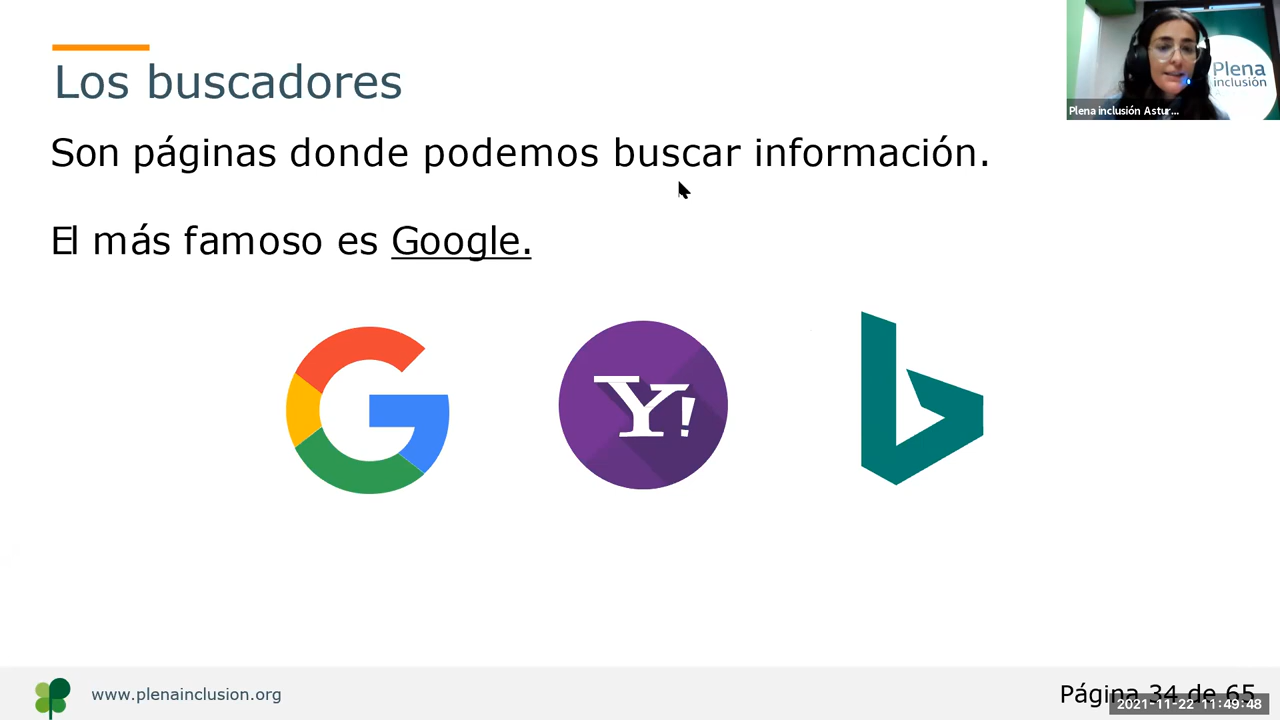 Los buscadores
Plena
inclusión
Plena inclusión Astur...
Son páginas donde podemos buscar información.
El más famoso es Google.
Y!
www.plenainclusion.org
Página 34 de 65
2021-11-22 11:49:48